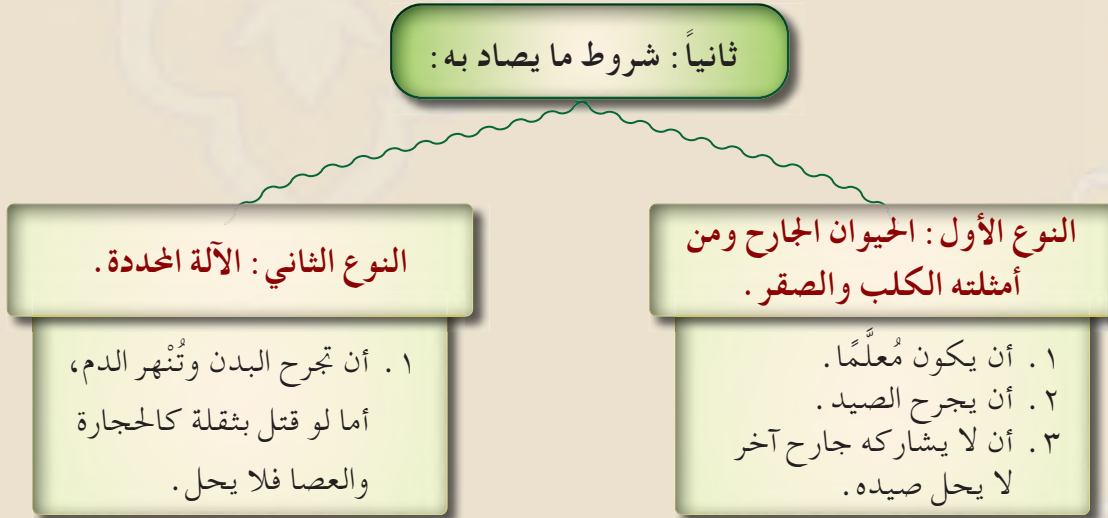 ثانياً: شروط ما يصاد به:
النوع الأول: الحيوان الجارح ومن
أمثلته الكلب والصقر.
١. أن يكون مُعلَّمًا.
٢. أن يجرح الصيد.
٣. أن لا يشاركه جارح آخر
لا يحل صيده.
النوع الثاني: الآلة المحددة.
١. أن تجرح البدن وتُنْهر الدم،
أما لو قتل بثقلة كالحجارة
والعصا فلا يحل.